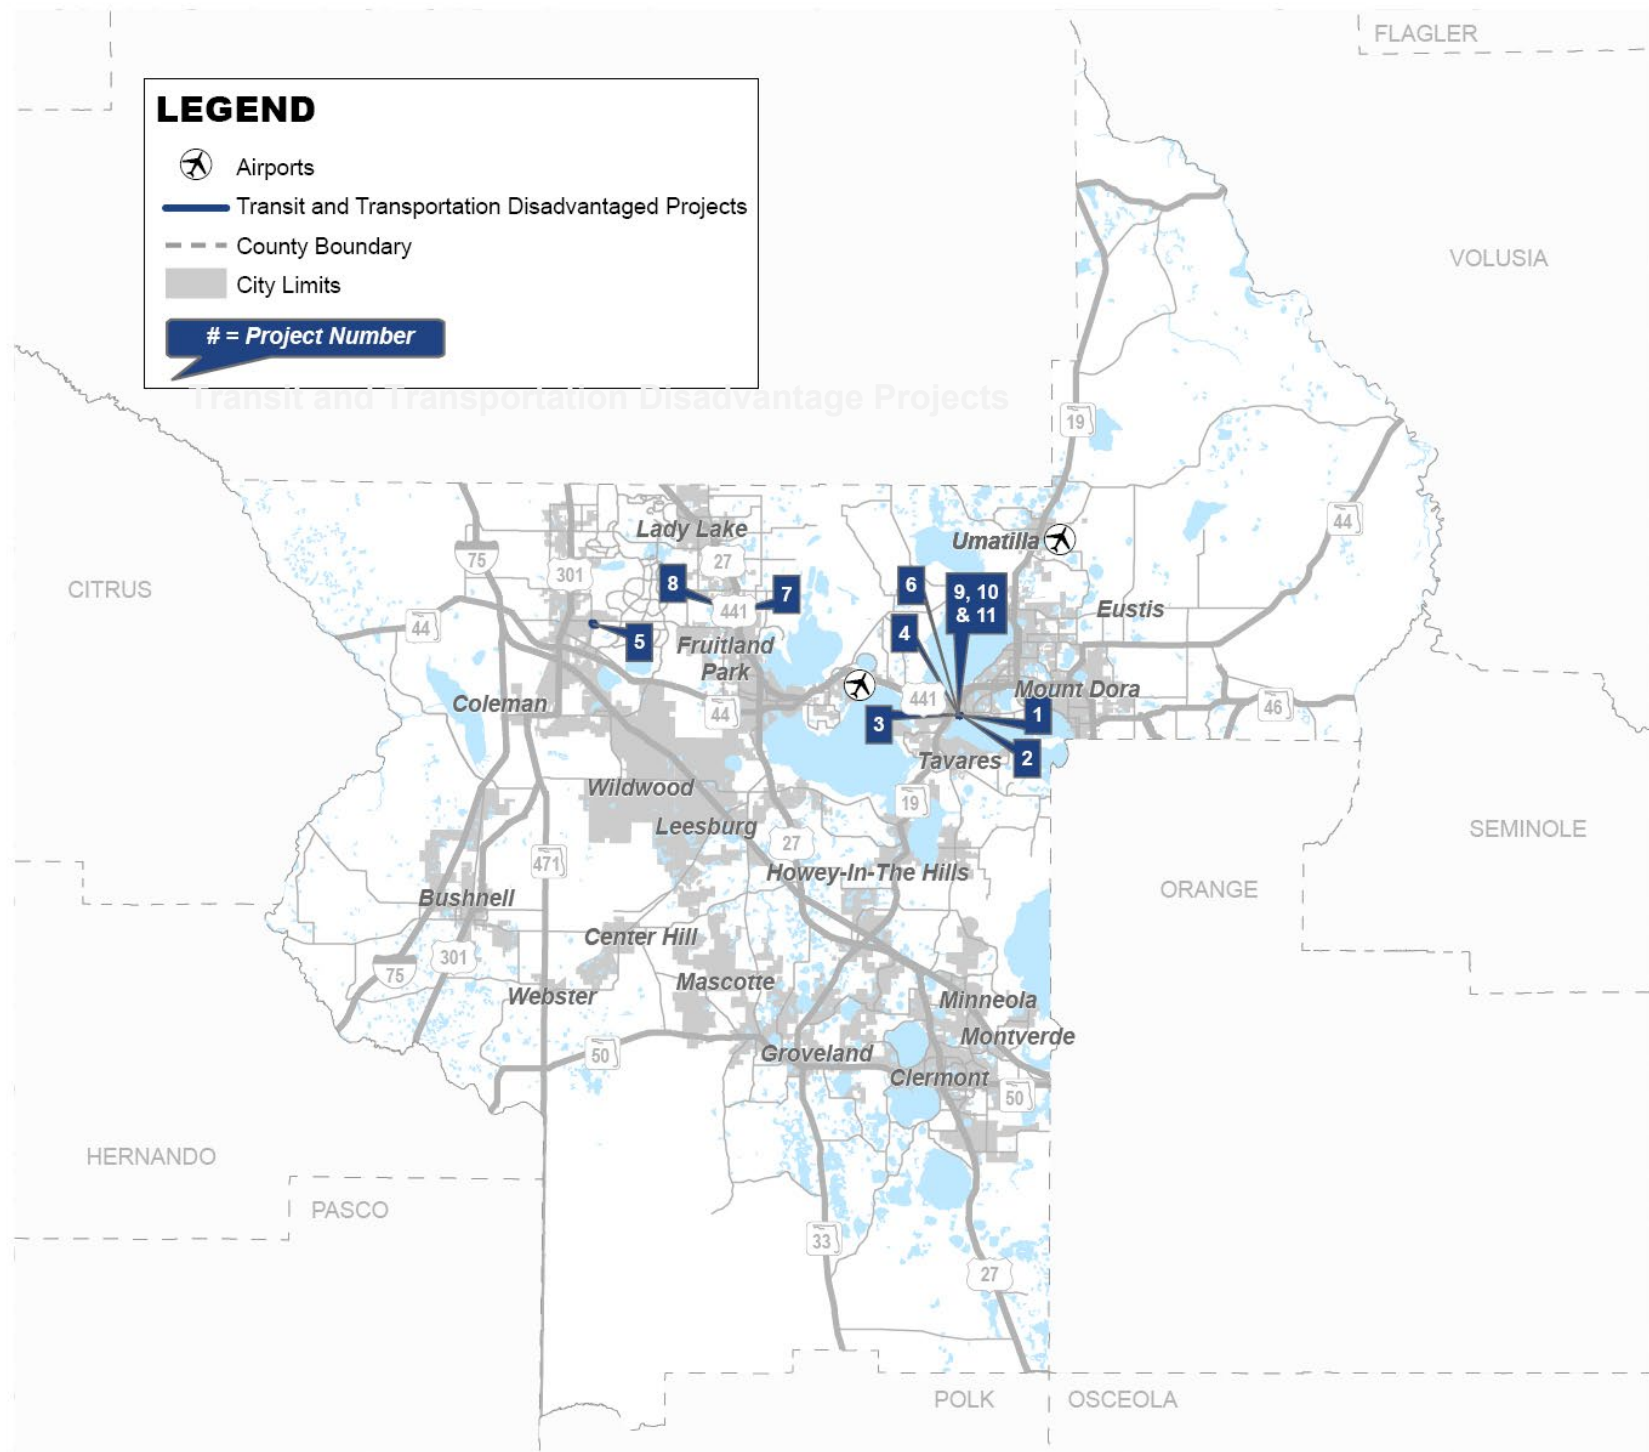 FLAGLER
LEGEND
Airports
Transit and Transportation Disadvantaged Projects
County Boundary
City Limits
# = Project Number
Transit and Transportation Disadvantage Projects
VOLUSIA
19
44
Lady Lake
Umatilla
75
27
301
CITRUS
8
7
6
9, 10
& 11
441
Eustis
44
5
4
Fruitland
Park
Coleman
44
441
Mount Dora
3
1
46
2
Tavares
Wildwood
19
Leesburg
27
SEMINOLE
471
Howey-In-The Hills
ORANGE
Bushnell
Center Hill
301
75
Mascotte
Webster
Minneola
Montverde
50
Groveland
Clermont
50
HERNANDO
PASCO
33
27
POLK
OSCEOLA